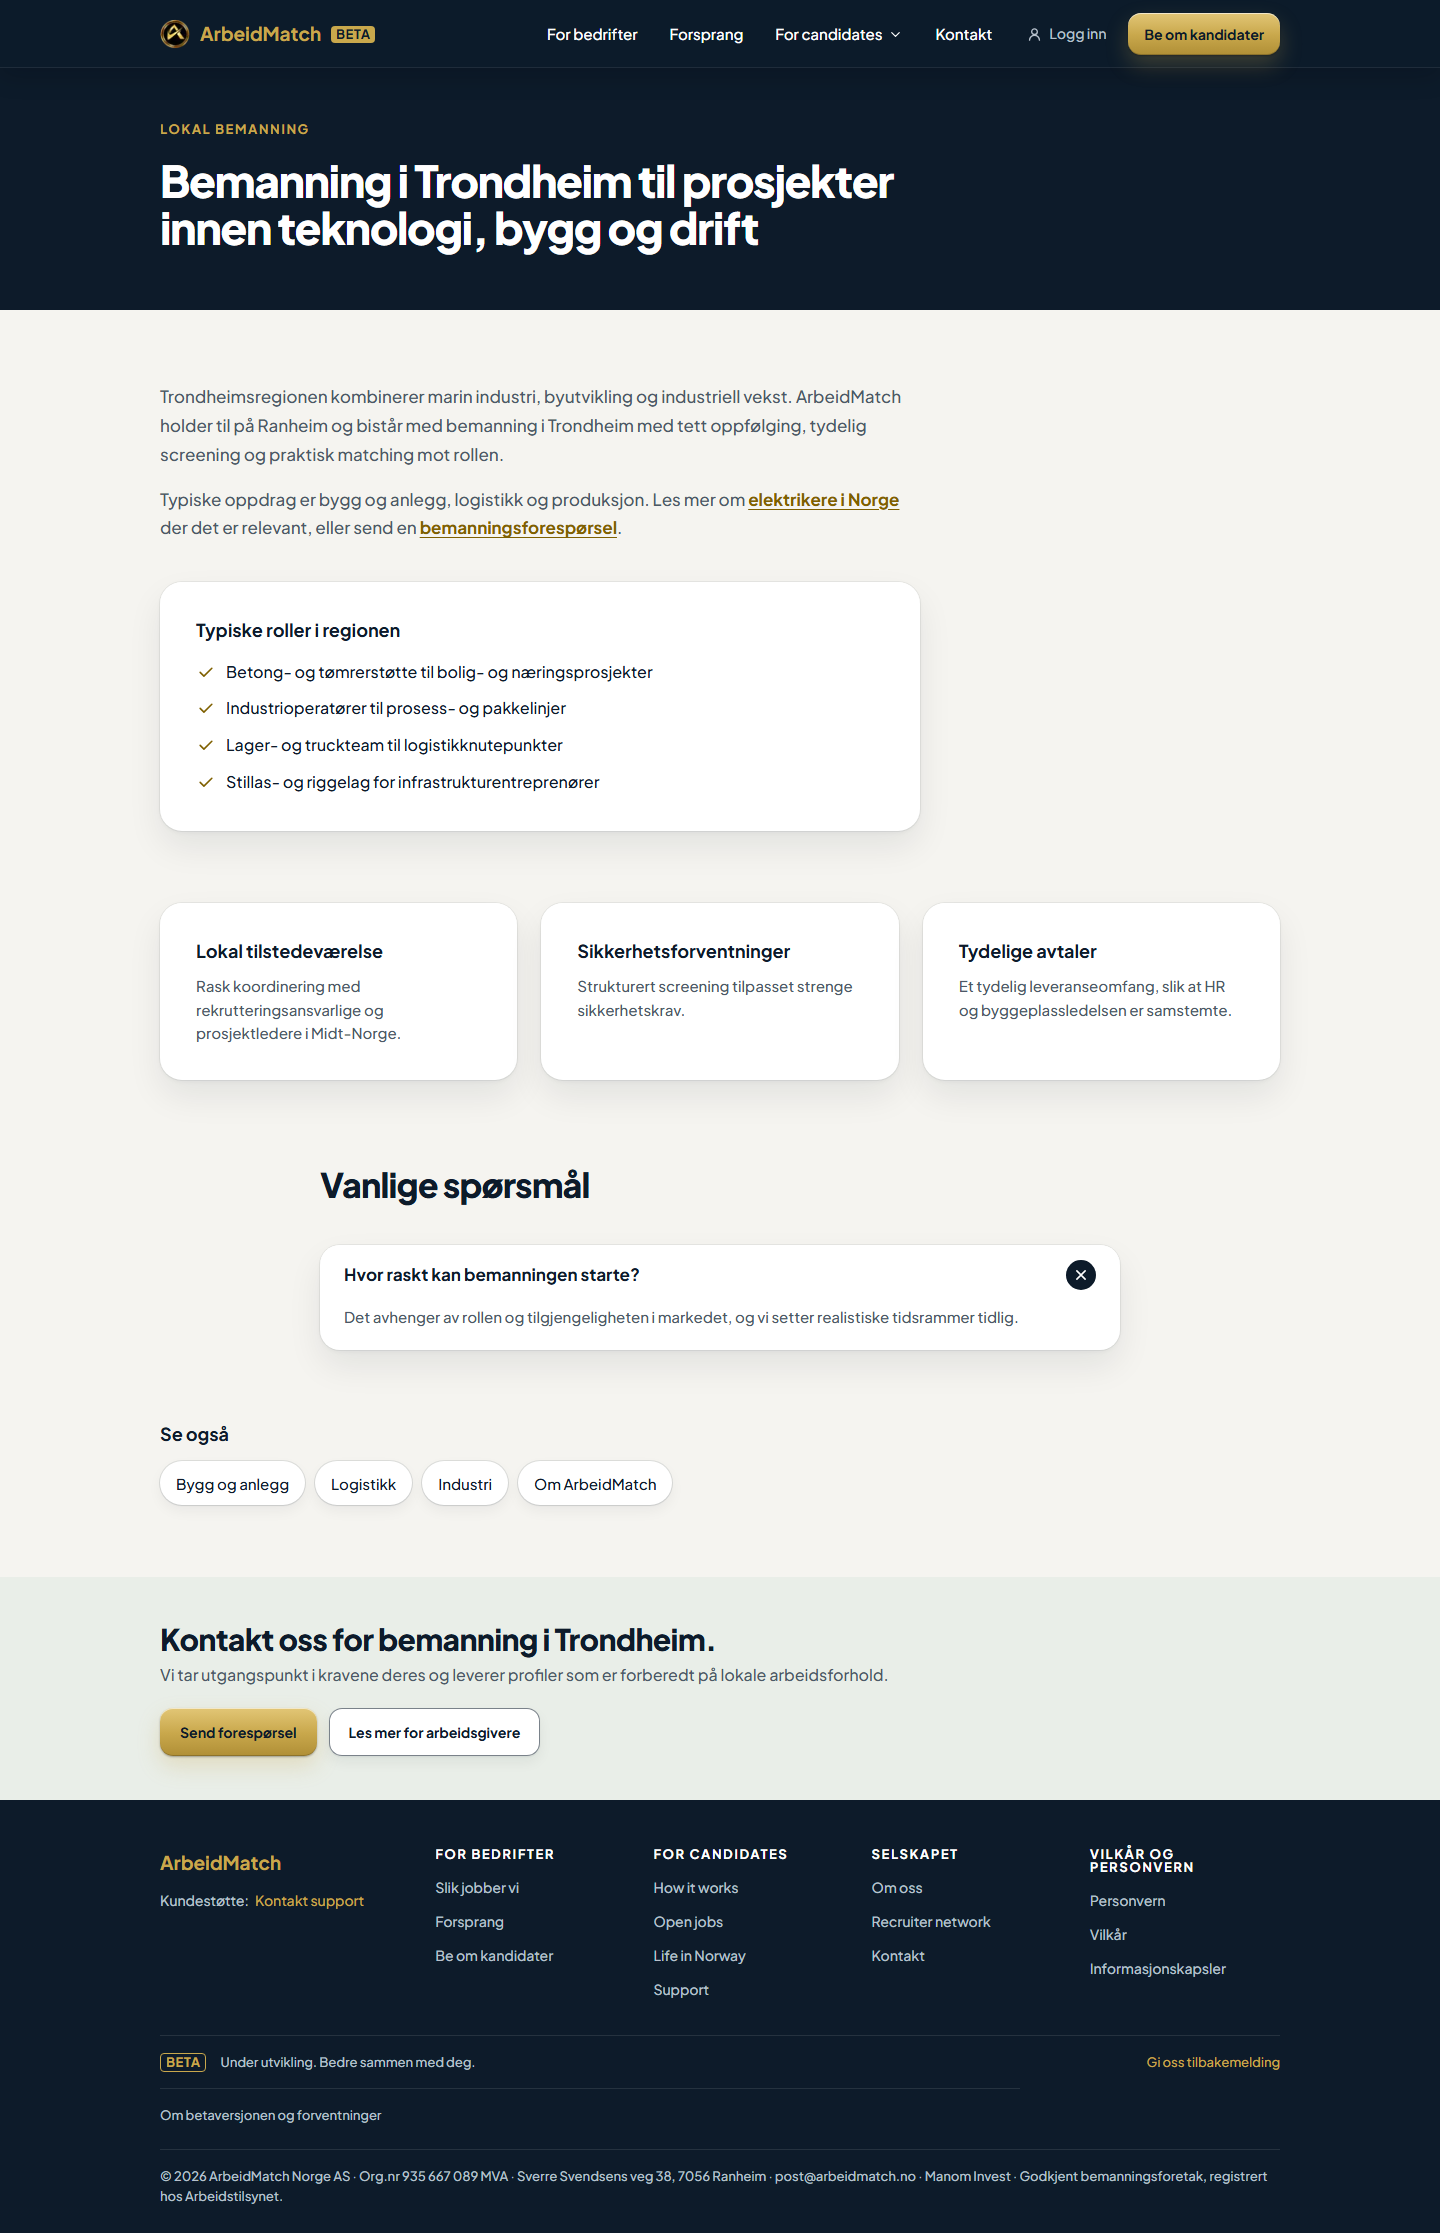 ArbeidMatch BETA
For bedrifter
Forsprang
For candidates
Kontakt
Logg inn
Be om kandidater
LOKAL BEMANNING
Bemanning i Trondheim til prosjekter
innen teknologi, bygg og drift
Trondheimsregionen kombinerer marin industri, byutvikling og industriell vekst. ArbeidMatch
holder til på Ranheim og bistår med bemanning i Trondheim med tett oppfølging, tydelig
screening og praktisk matching mot rollen.
Typiske oppdrag er bygg og anlegg, logistikk og produksjon. Les mer om elektrikere i Norge
der det er relevant, eller send en bemanningsforespørsel.
Typiske roller i regionen
Betong- og tømrerstøtte til bolig- og næringsprosjekter
Industrioperatører til prosess- og pakkelinjer
Lager- og truckteam til logistikknutepunkter
Stillas- og riggelag for infrastrukturentreprenører
Lokal tilstedeværelse
Rask koordinering med
rekrutteringsansvarlige og
prosjektledere i Midt-Norge.
Sikkerhetsforventninger
Strukturert screening tilpasset strenge
sikkerhetskrav.
Tydelige avtaler
Et tydelig leveranseomfang, slik at HR
og byggeplassledelsen er samstemte.
Vanlige spørsmål
Hvor raskt kan bemanningen starte?
Det avhenger av rollen og tilgjengeligheten i markedet, og vi setter realistiske tidsrammer tidlig.
Se også
Bygg og anlegg
Logistikk
Industri
Om ArbeidMatch
Kontakt oss for bemanning i Trondheim.
Vi tar utgangspunkt i kravene deres og leverer profiler som er forberedt på lokale arbeidsforhold.
Send forespørsel
Les mer for arbeidsgivere
ArbeidMatch
Kundestøtte: Kontakt support
FOR BEDRIFTER
Slik jobber vi
Forsprang
Be om kandidater
FOR CANDIDATES
How it works
Open jobs
Life in Norway
Support
SELSKAPET
Om oss
Recruiter network
Kontakt
VILKÅR OG
PERSONVERN
Personvern
Vilkår
Informasjonskapsler
BETA Under utvikling. Bedre sammen med deg.
Gi oss tilbakemelding
Om betaversjonen og forventninger
© 2026 ArbeidMatch Norge AS · Org.nr 935 667 089 MVA · Sverre Svendsens veg 38, 7056 Ranheim · post@arbeidmatch.no · Manom Invest · Godkjent bemanningsforetak, registrert
hos Arbeidstilsynet.